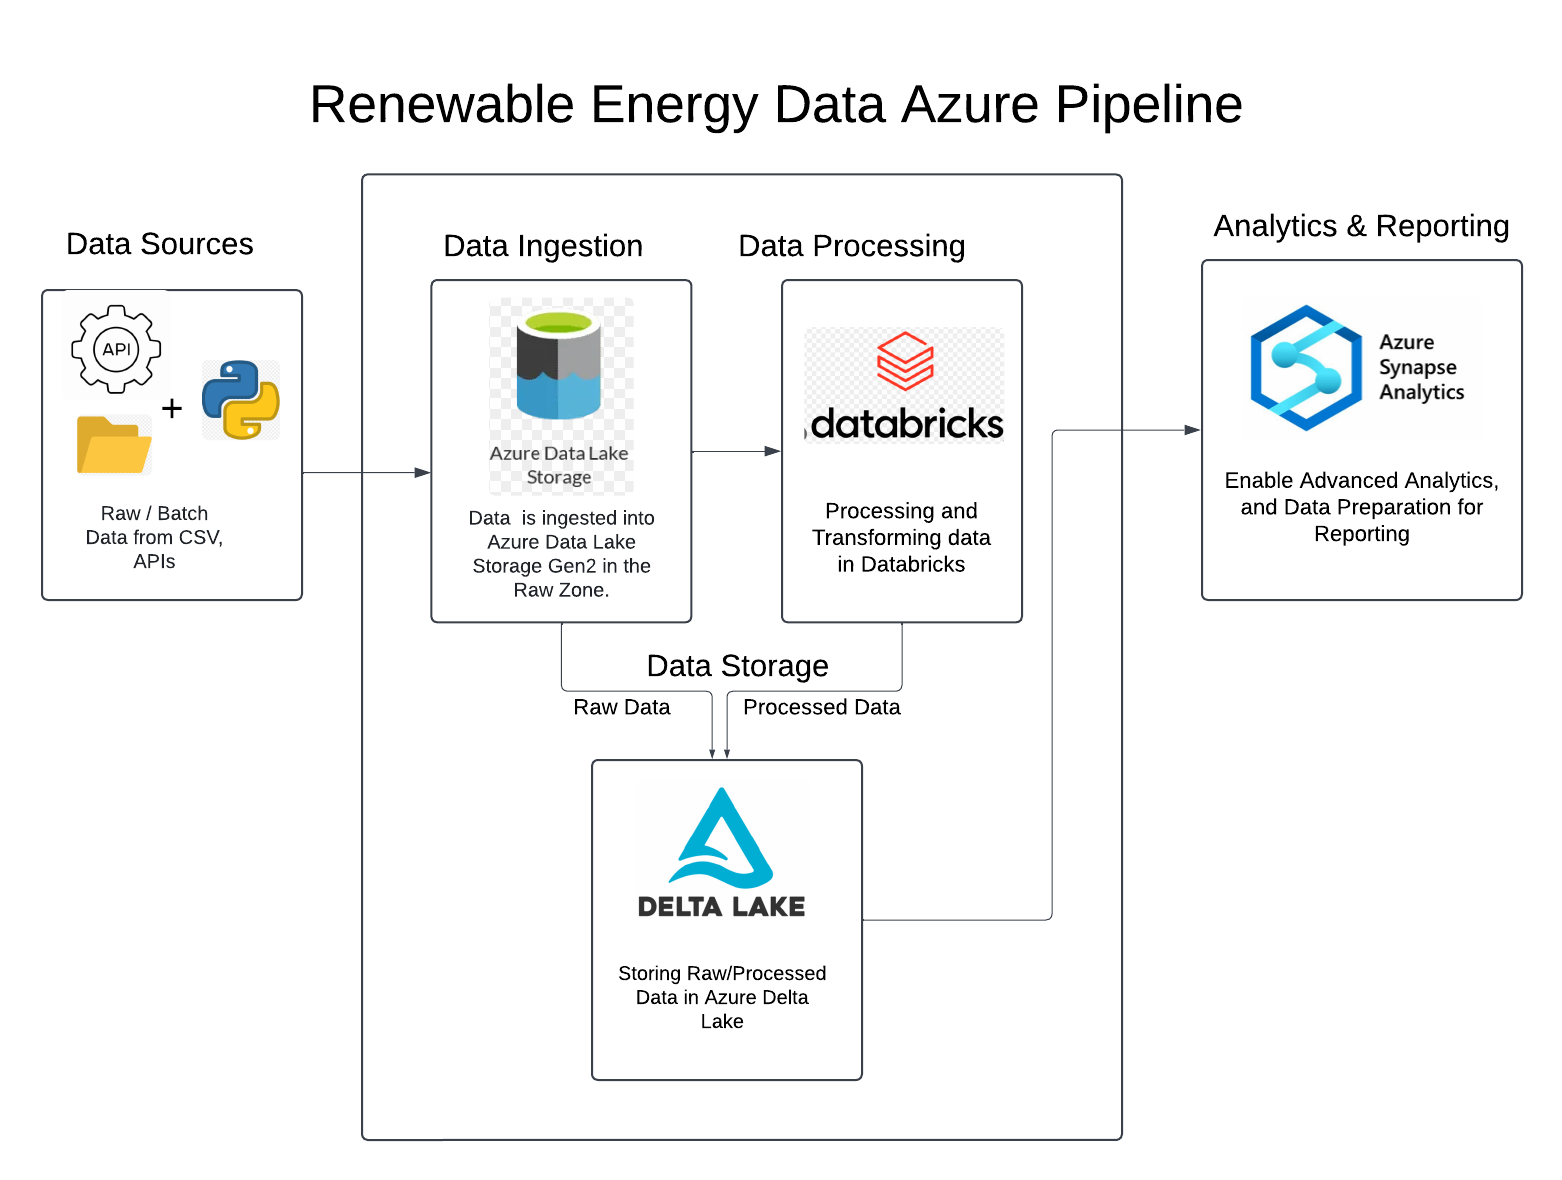 Renewable Energy Data Azure Pipeline
Data Sources
API
+
Raw / Batch
Data from CSV,
APIs
Data Ingestion
Azure Data Lake
Storage
Data  is ingested into
Azure Data Lake
Storage Gen2 in the
Raw Zone.
Data Processing
databricks
Processing and
Transforming data
in Databricks
Data Storage
Raw Data
Processed Data
DELTA LAKE
Storing Raw/Processed
Data in Azure Delta
Lake
Analytics & Reporting
Azure
Synapse
Analytics
Enable Advanced Analytics,
and Data Preparation for
Reporting